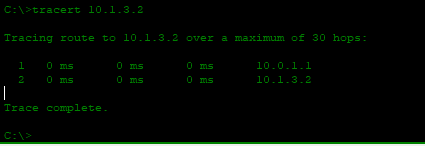 C:\>tracert 10.1.3.2
Tracing route to 10.1.3.2 over a maximum of 30 hops:
1 0 ms 0 ms 0 ms 10.0.1.1
2 0 ms 0 ms 0 ms 10.1.3.2
Trace complete.
C:\>